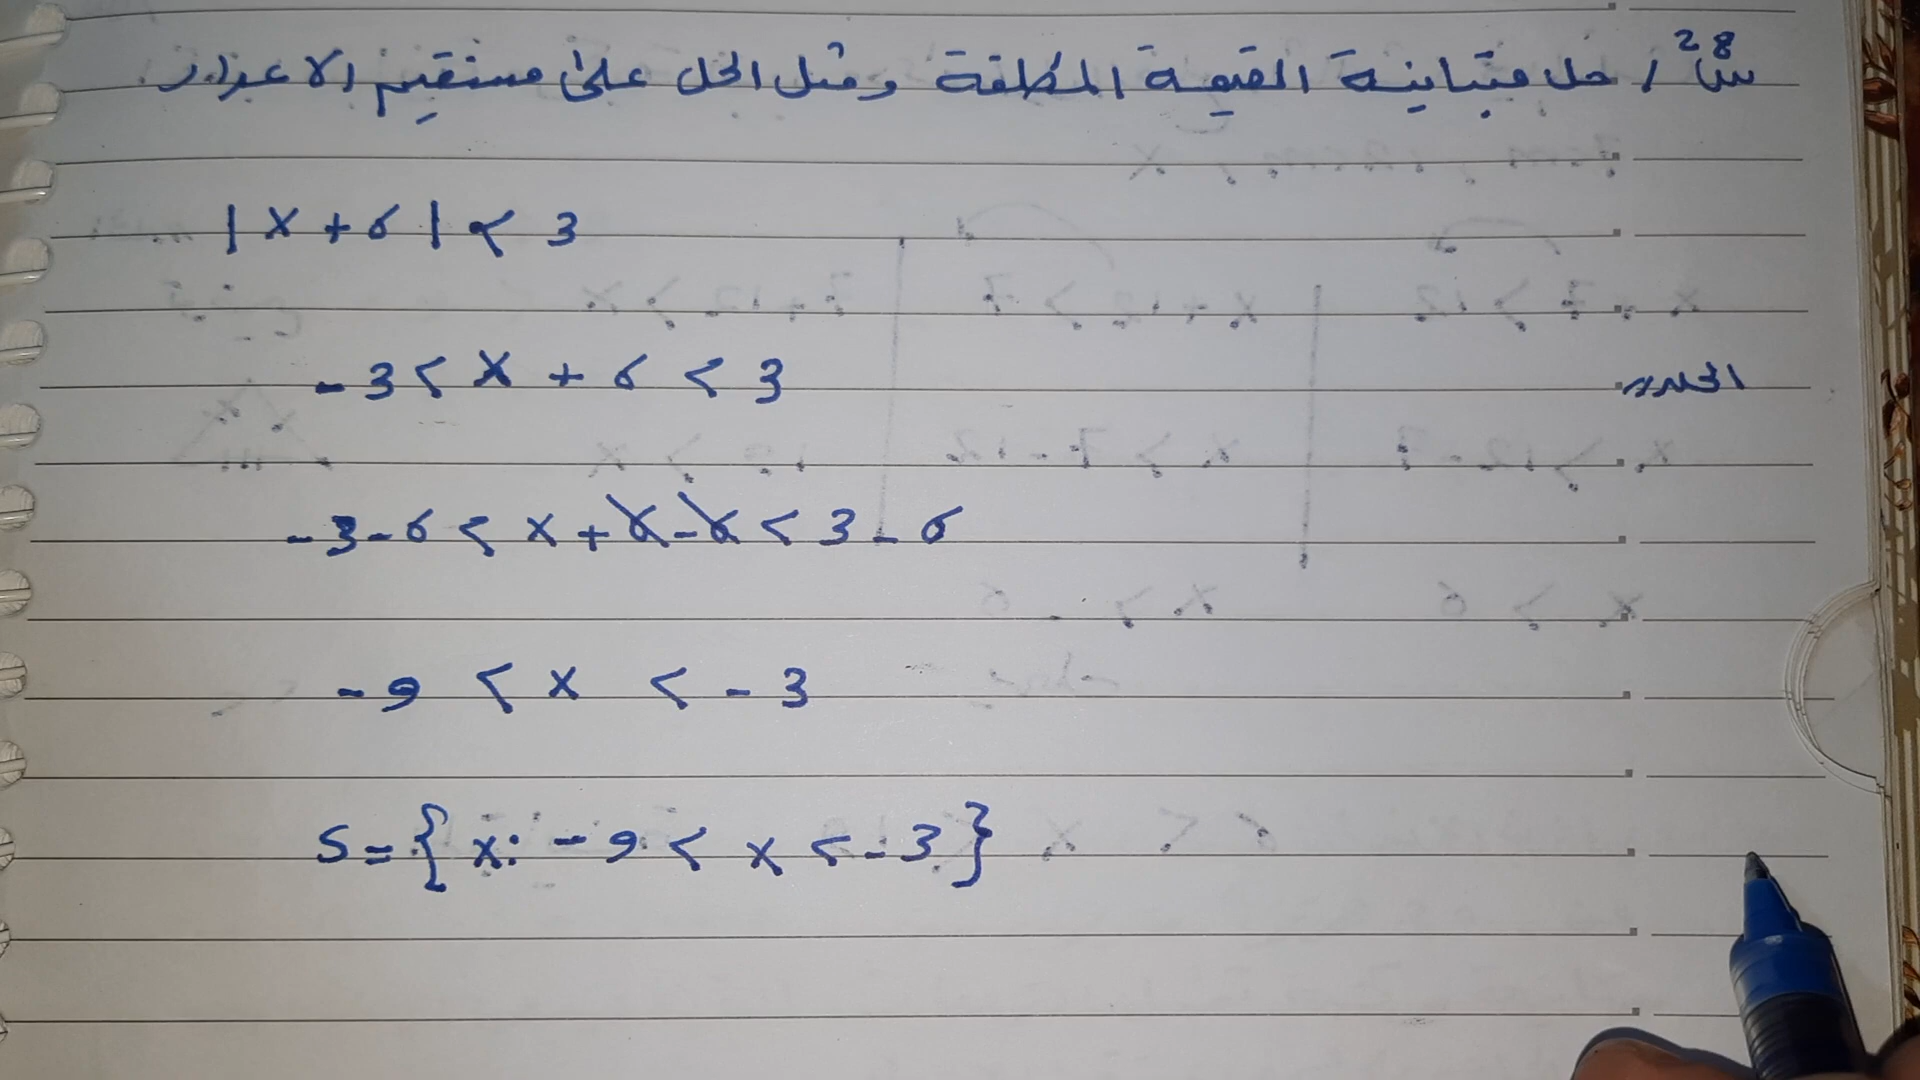 س28/ حل متباينة القيمة المطلقة ومثل الحل على مستقيم الاعداد.
|x + 6| < 3
الحل
-3 < x + 6 < 3
-3-6 < x + 6 - 6 < 3 - 6
-9 < x < -3
S = { x: -9 < x < -3 }